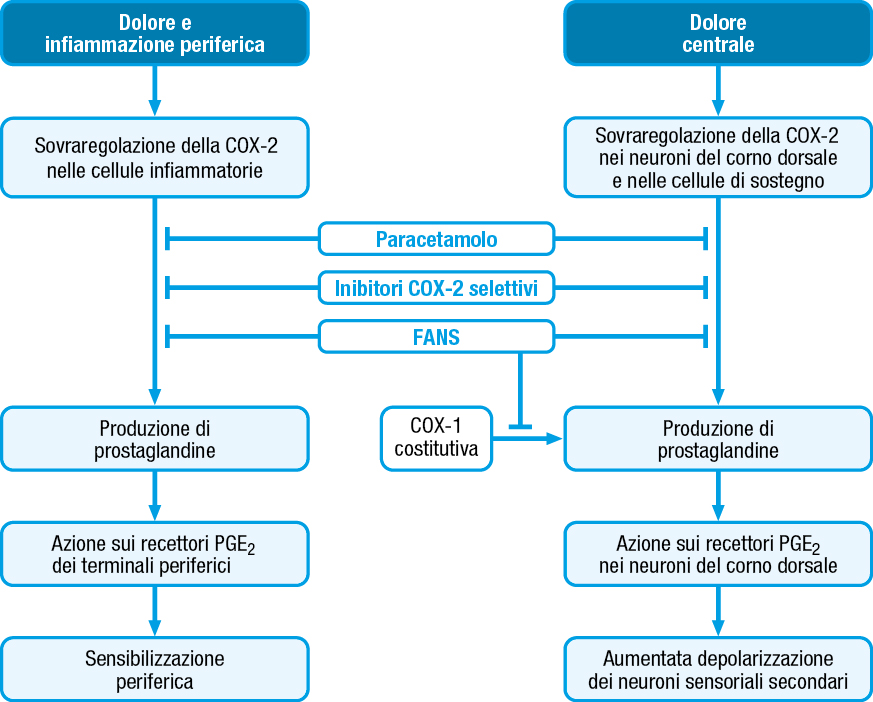 Dolore e
infiammazione periferica
Dolore
centrale
Sovraregolazione della COX-2
nelle cellule infiammatorie
Sovraregolazione della COX-2
nei neuroni del corno dorsale
e nelle cellule di sostegno
Paracetamolo
Inibitori COX-2 selettivi
FANS
Produzione di
prostaglandine
COX-1
costitutiva
Produzione di
prostaglandine
Azione sui recettori PGE₂
dei terminali periferici
Azione sui recettori PGE₂
nei neuroni del corno dorsale
Sensibilizzazione
periferica
Aumentata depolarizzazione
dei neuroni sensoriali secondari